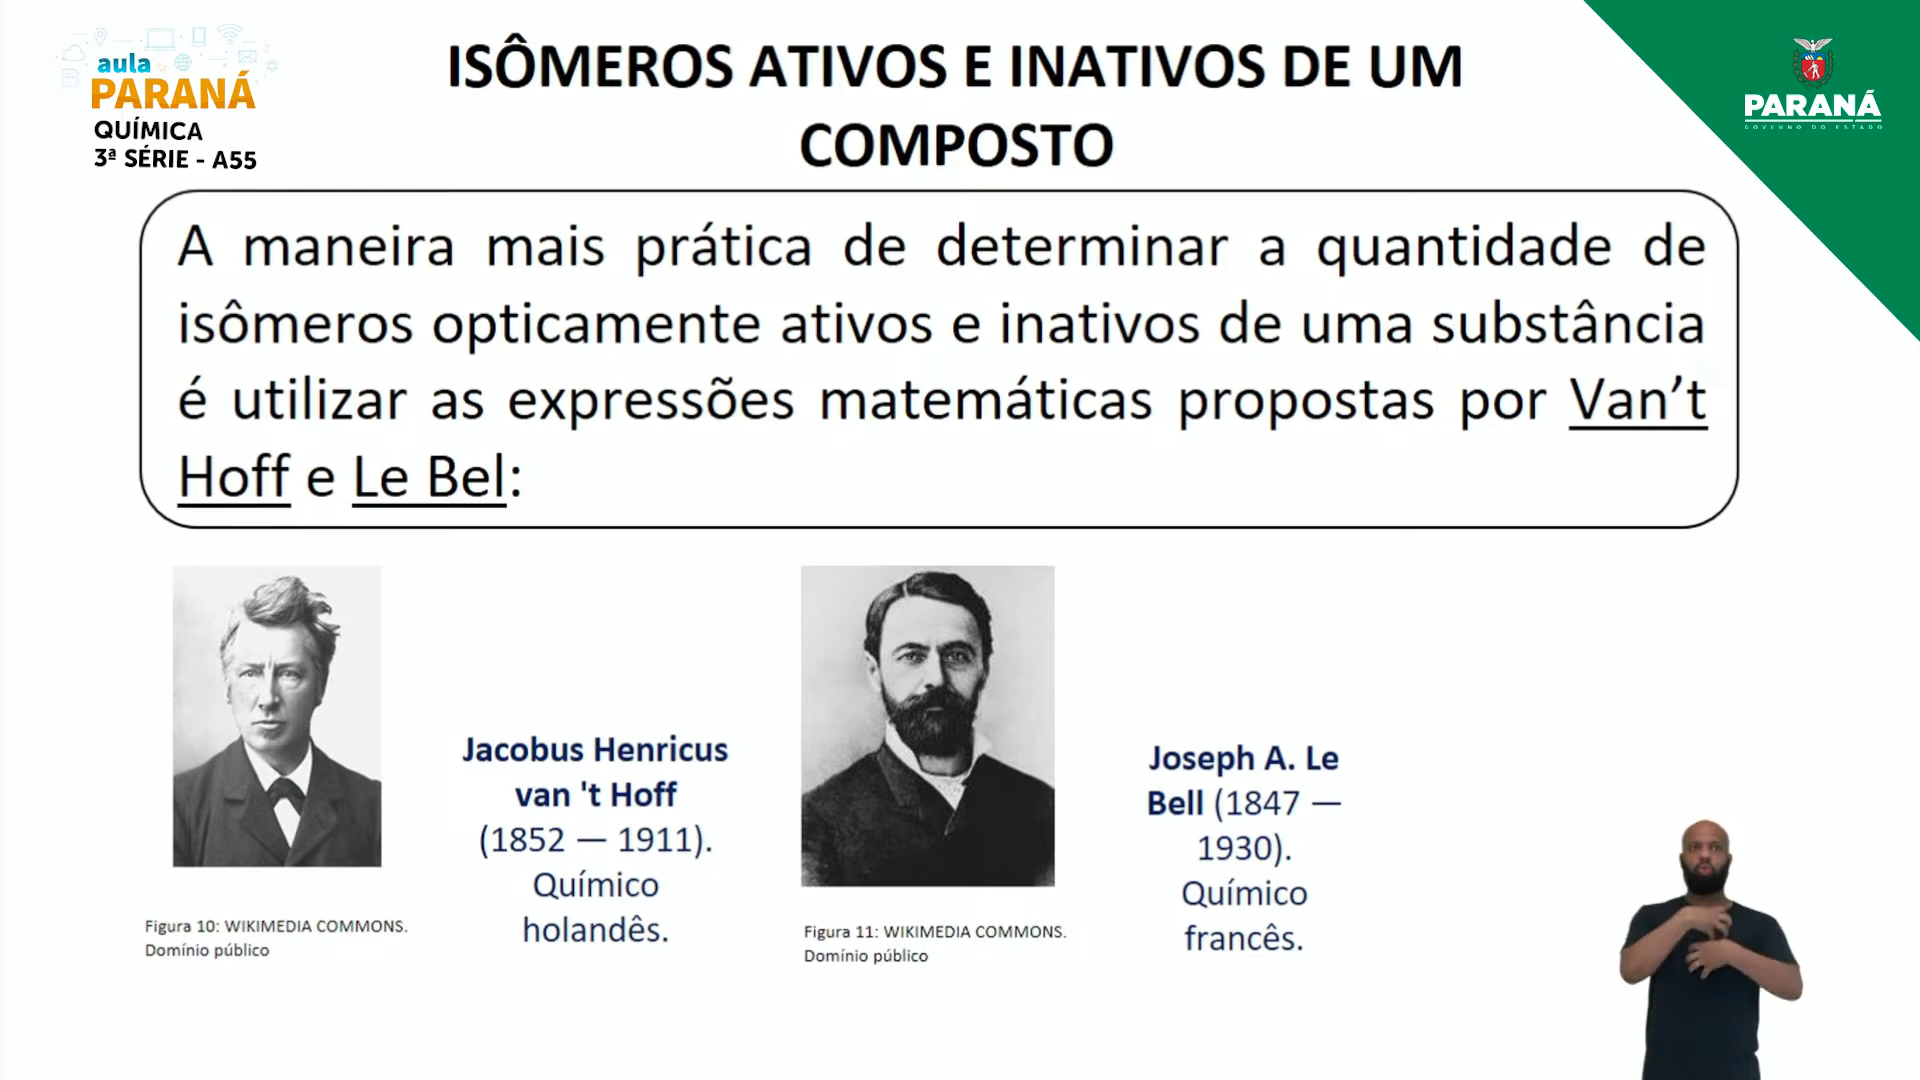 aula
PARANÁ
QUÍMICA
3ª SÉRIE - A55
ISÔMEROS ATIVOS E INATIVOS DE UM
COMPOSTO
PARANÁ
GOVERNO DO ESTADO
A maneira mais prática de determinar a quantidade de
isômeros opticamente ativos e inativos de uma substância
é utilizar as expressões matemáticas propostas por Van’t
Hoff e Le Bel:
Jacobus Henricus
van 't Hoff
(1852 — 1911).
Químico
holandês.
Figura 10: WIKIMEDIA COMMONS.
Domínio público
Joseph A. Le
Bell (1847 —
1930).
Químico
francês.
Figura 11: WIKIMEDIA COMMONS.
Domínio público